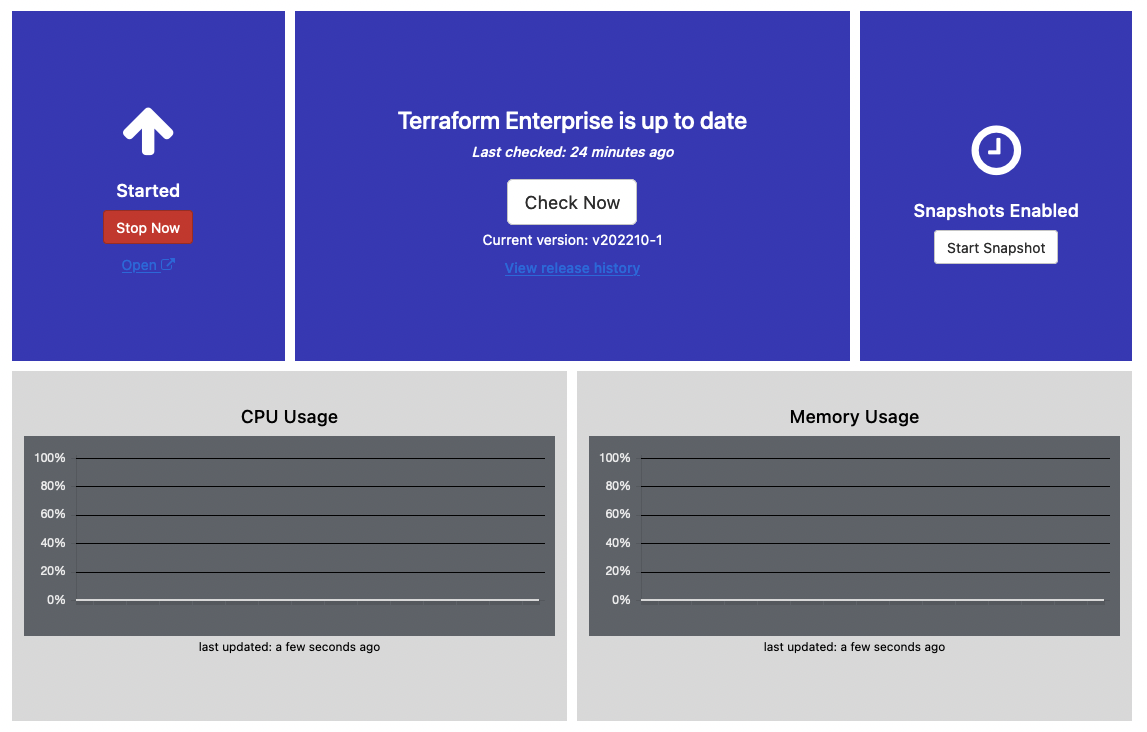 Started
Stop Now
Open
Terraform Enterprise is up to date
Last checked: 24 minutes ago
Check Now
Current version: v202210-1
View release history
Snapshots Enabled
Start Snapshot
CPU Usage
100%
80%
60%
40%
20%
0%
last updated: a few seconds ago
Memory Usage
100%
80%
60%
40%
20%
0%
last updated: a few seconds ago